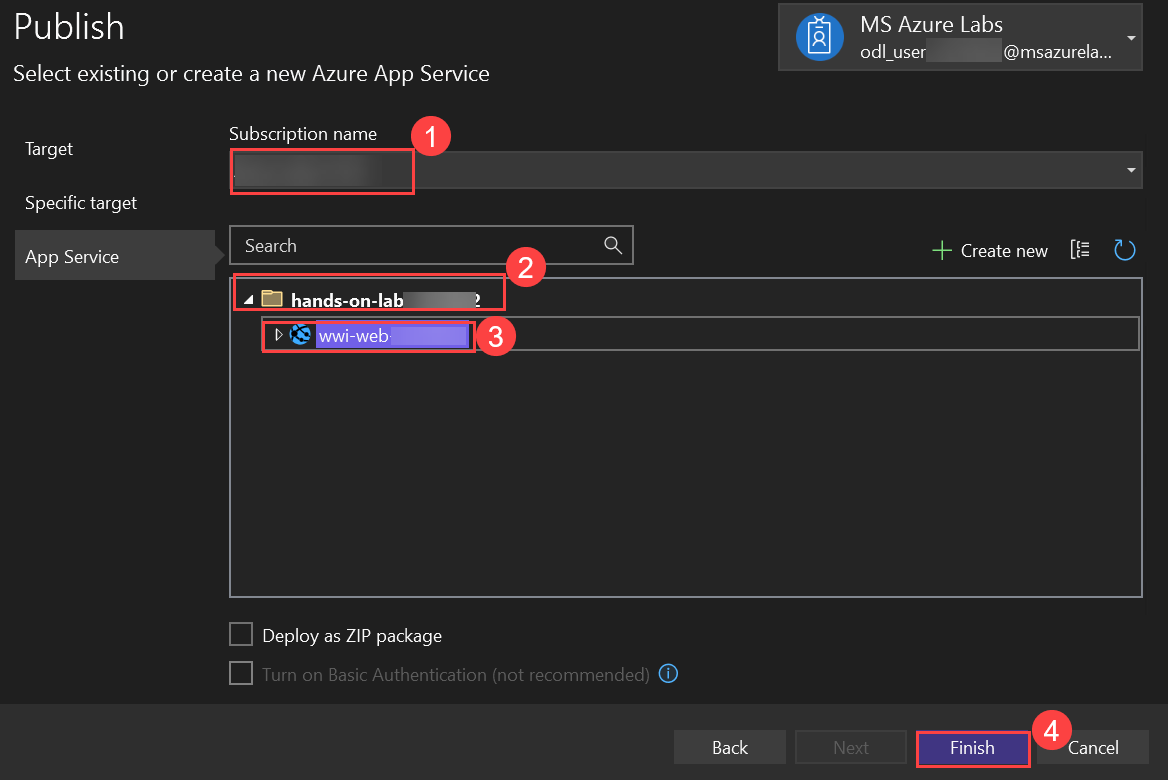 Publish
MS Azure Labs
odl_user @msazurela...
Select existing or create a new Azure App Service
Target
Specific target
App Service
Subscription name
1
Search
Create new
2
hands-on-lab 2
wwi-web-
3
Deploy as ZIP package
Turn on Basic Authentication (not recommended)
Back
Next
Finish
4
Cancel